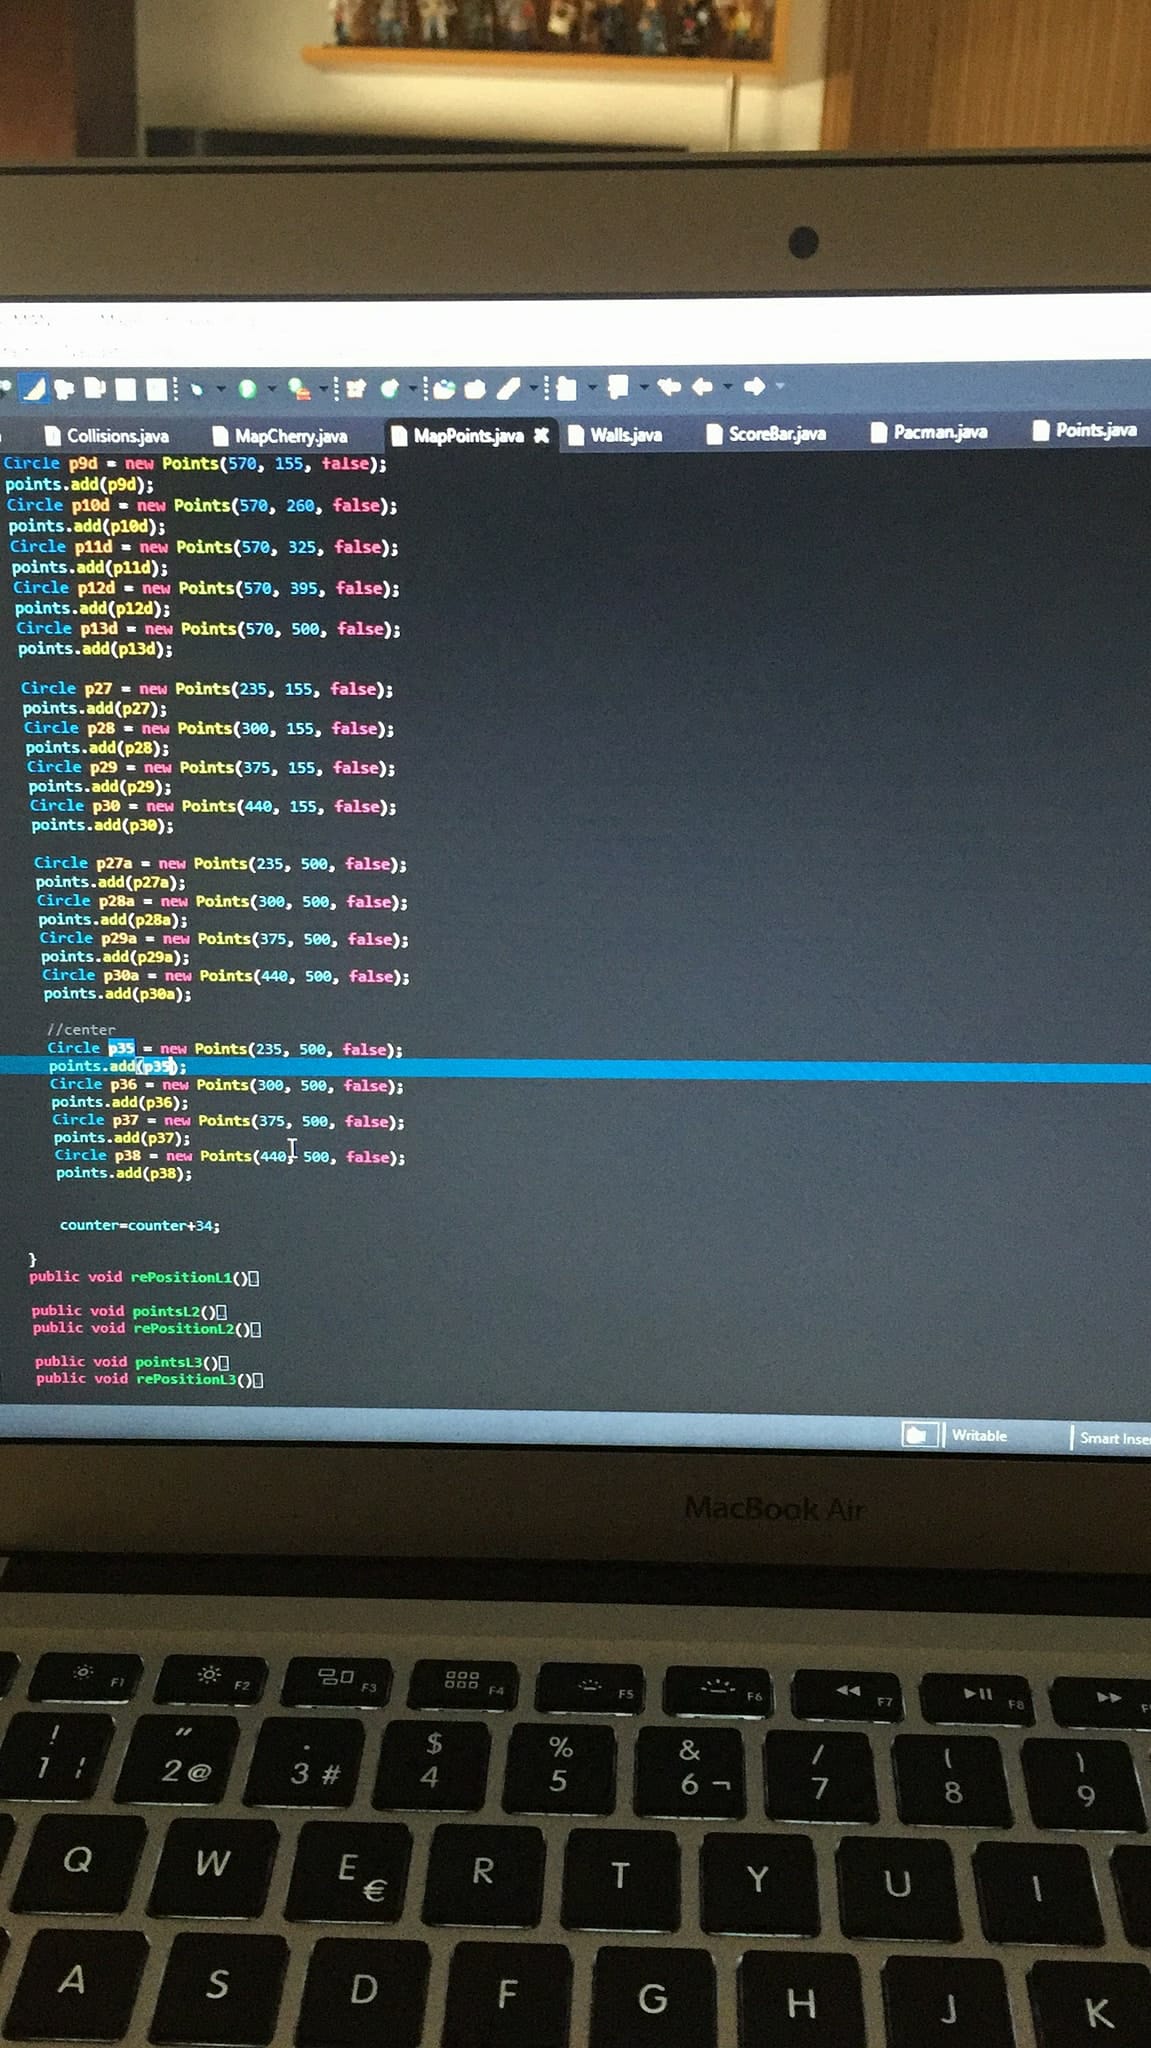 Collisions.java MapCherry.java MapPoints.java Walls.java ScoreBar.java Pacman.java Points.java
Circle p9d = new Points(570, 155, false);
points.add(p9d);
Circle p10d = new Points(570, 260, false);
points.add(p10d);
Circle p11d = new Points(570, 325, false);
points.add(p11d);
Circle p12d = new Points(570, 395, false);
points.add(p12d);
Circle p13d = new Points(570, 500, false);
points.add(p13d);
Circle p27 = new Points(235, 155, false);
points.add(p27);
Circle p28 = new Points(300, 155, false);
points.add(p28);
Circle p29 = new Points(375, 155, false);
points.add(p29);
Circle p30 = new Points(440, 155, false);
points.add(p30);
Circle p27a = new Points(235, 500, false);
points.add(p27a);
Circle p28a = new Points(300, 500, false);
points.add(p28a);
Circle p29a = new Points(375, 500, false);
points.add(p29a);
Circle p30a = new Points(440, 500, false);
points.add(p30a);
//center
Circle p35 = new Points(235, 500, false);
points.add(p35);
Circle p36 = new Points(300, 500, false);
points.add(p36);
Circle p37 = new Points(375, 500, false);
points.add(p37);
Circle p38 = new Points(440, 500, false);
points.add(p38);
counter=counter+34;
}
public void rePositionL1()
public void pointsL2()
public void rePositionL2()
public void pointsL3()
public void rePositionL3()
Writable Smart Inse
MacBook Air
F1 F2 F3 F4 F5 F6 F7 F8
! " · $ % & / ( )
1 ¦ 2 @ 3 # 4 5 6 ¬ 7 8 9
Q W E € R T Y U I
A S D F G H J K